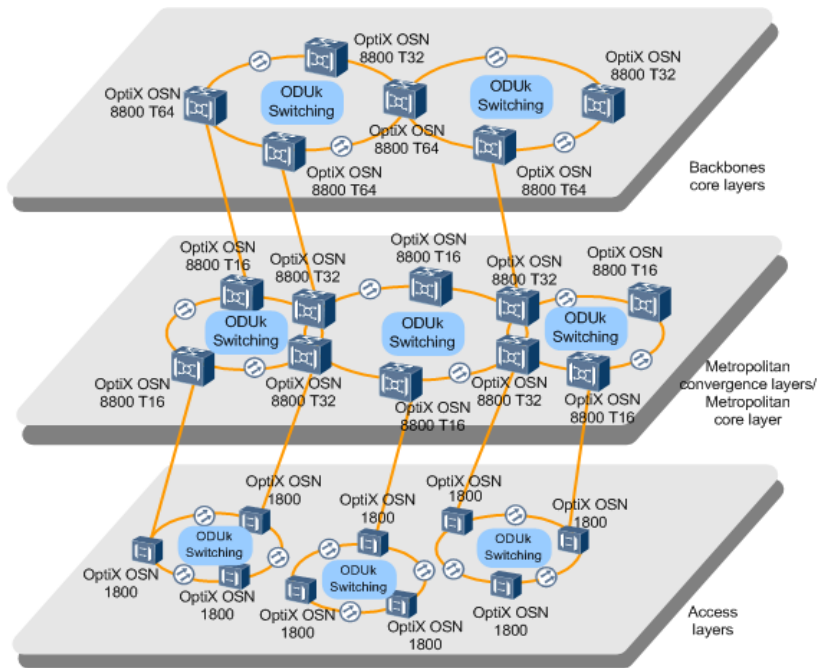 OptiX OSN
8800 T32
OptiX OSN
8800 T32
OptiX OSN
8800 T64
ODUk
Switching
ODUk
Switching
OptiX OSN
8800 T64
OptiX OSN
8800 T64
OptiX OSN
8800 T64
Backbones
core layers
OptiX OSN
8800 T16
OptiX OSN
8800 T32
OptiX OSN
8800 T16
OptiX OSN
8800 T32
OptiX OSN
8800 T16
ODUk
Switching
ODUk
Switching
ODUk
Switching
OptiX OSN
8800 T16
OptiX OSN
8800 T32
OptiX OSN
8800 T16
OptiX OSN
8800 T32
OptiX OSN
8800 T16
Metropolitan
convergence layers/
Metropolitan
core layer
OptiX OSN
1800
OptiX OSN
1800
OptiX OSN
1800
OptiX OSN
1800
ODUk
Switching
ODUk
Switching
ODUk
Switching
OptiX OSN
1800
OptiX OSN
1800
OptiX OSN
1800
OptiX OSN
1800
OptiX OSN
1800
Access
layers